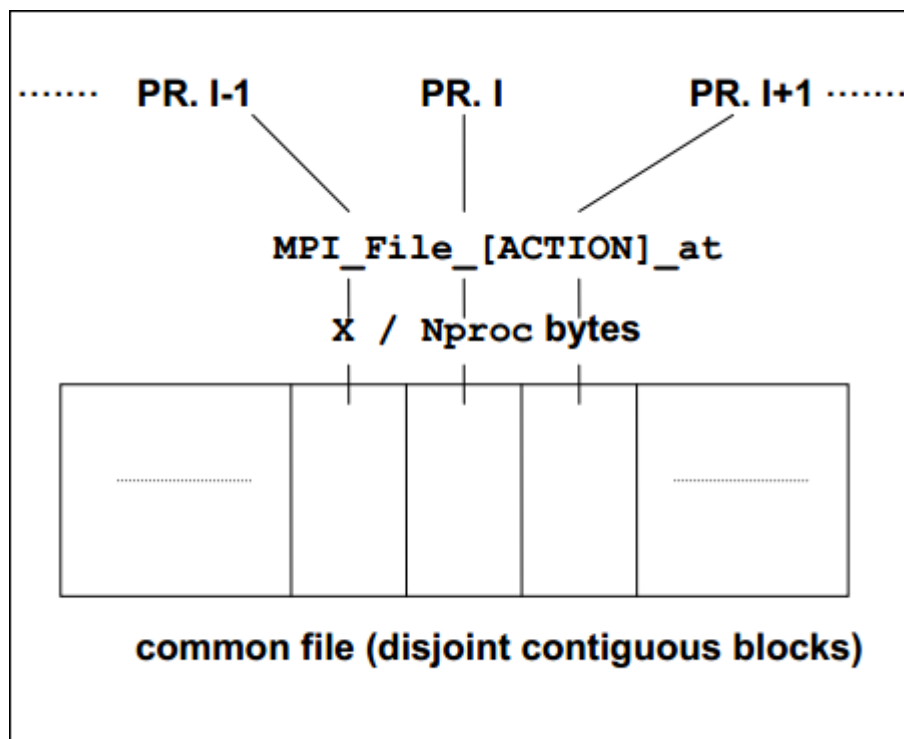 ....... PR. I-1 PR. I PR. I+1 .......
MPI_File_[ACTION]_at
X / Nproc bytes
common file (disjoint contiguous blocks)